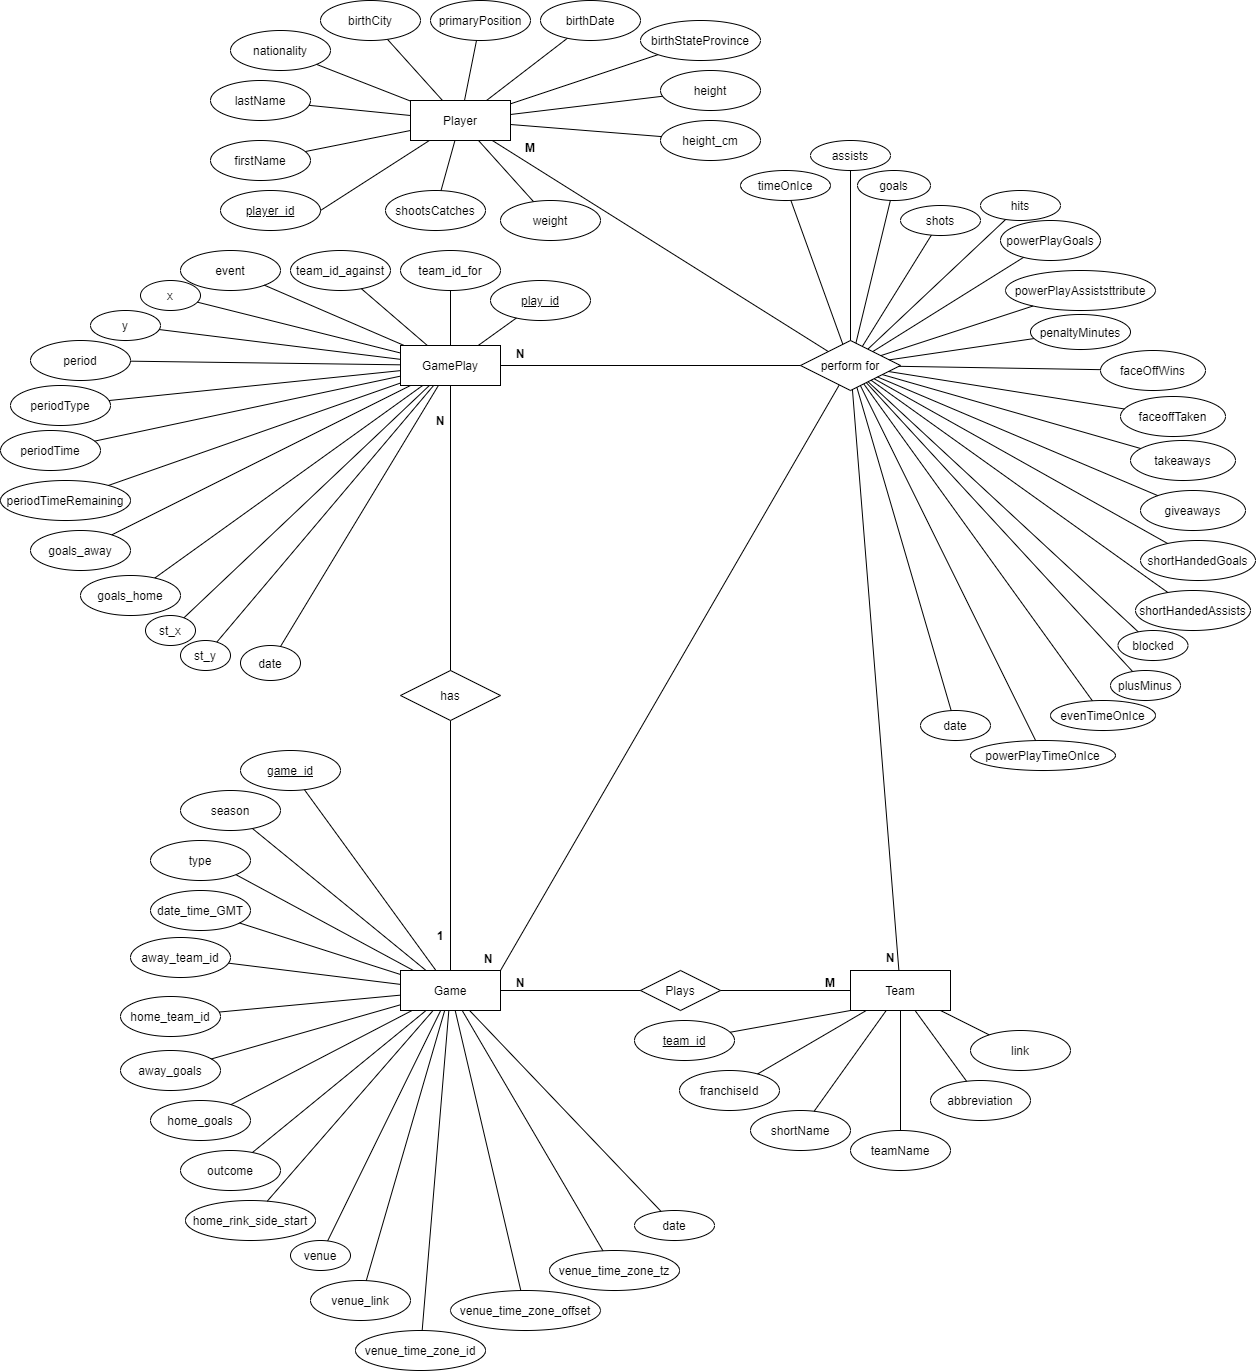 birthCity
primaryPosition
birthDate
birthStateProvince
nationality
height
lastName
Player
height_cm
firstName
M
assists
timeOnIce
goals
player_id
shootsCatches
weight
shots
hits
powerPlayGoals
event
team_id_against
team_id_for
play_id
powerPlayAssiststtribute
x
y
penaltyMinutes
period
GamePlay
N
perform for
faceOffWins
periodType
N
faceoffTaken
periodTime
takeaways
periodTimeRemaining
giveaways
goals_away
shortHandedGoals
goals_home
shortHandedAssists
st_x
blocked
st_y
date
plusMinus
has
evenTimeOnIce
date
powerPlayTimeOnIce
game_id
season
type
date_time_GMT
1
away_team_id
N
N
Game
N
Plays
M
Team
home_team_id
team_id
link
away_goals
franchiseId
abbreviation
home_goals
shortName
teamName
outcome
home_rink_side_start
date
venue
venue_time_zone_tz
venue_link
venue_time_zone_offset
venue_time_zone_id